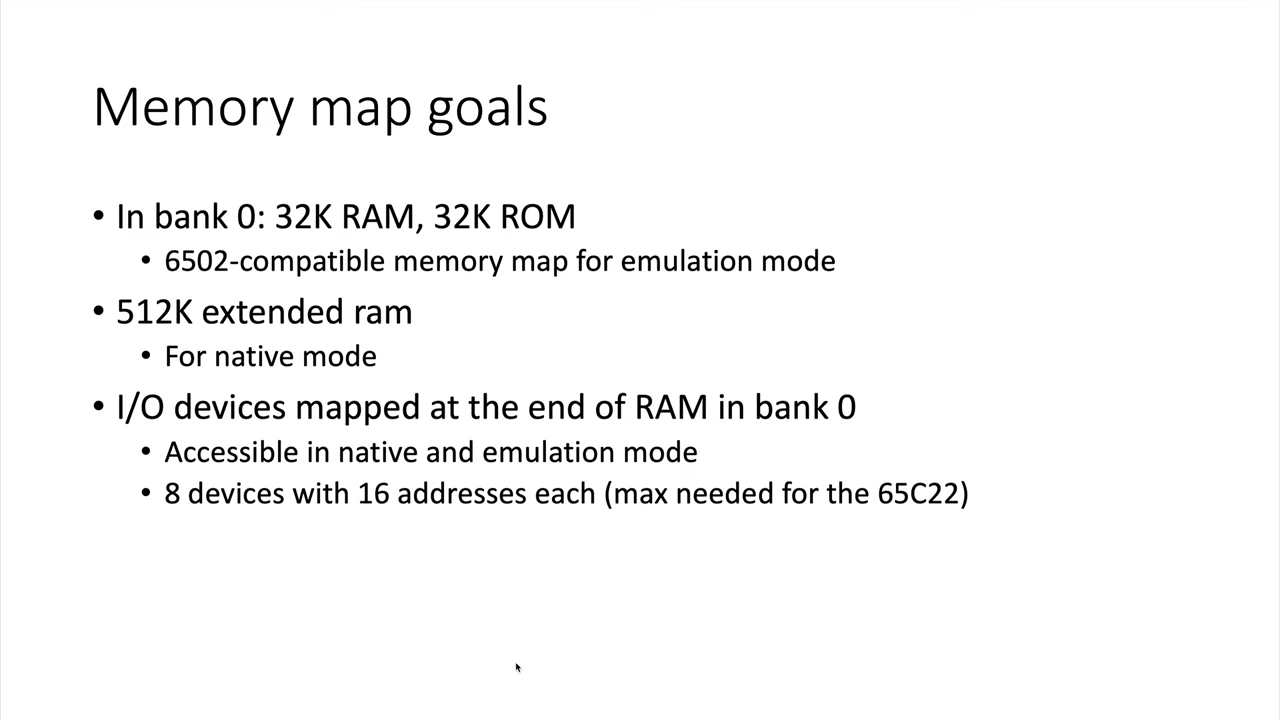 Memory map goals
• In bank 0: 32K RAM, 32K ROM
• 6502-compatible memory map for emulation mode
• 512K extended ram
• For native mode
• I/O devices mapped at the end of RAM in bank 0
• Accessible in native and emulation mode
• 8 devices with 16 addresses each (max needed for the 65C22)